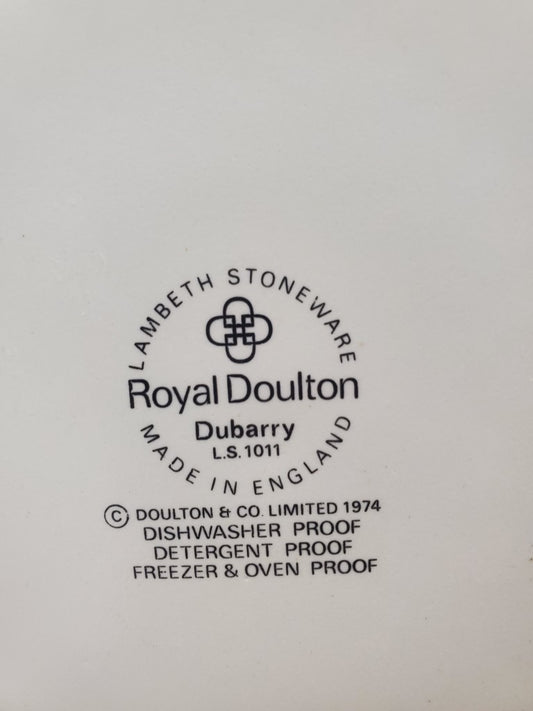 LAMBETH STONEWARE
Royal Doulton
Dubarry
L.S. 1011
MADE IN ENGLAND
© DOULTON & CO. LIMITED 1974
DISHWASHER PROOF
DETERGENT PROOF
FREEZER & OVEN PROOF